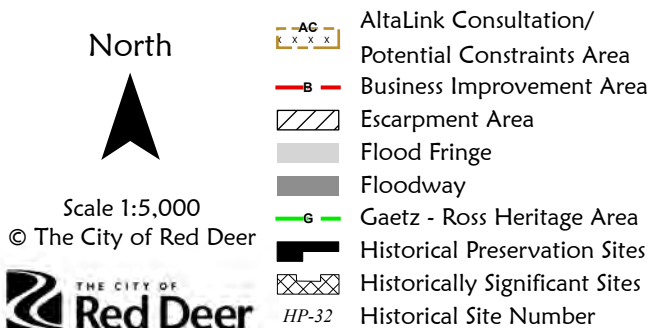 North
Scale 1:5,000
© The City of Red Deer
THE CITY OF
Red Deer
AC
x x x x
AltaLink Consultation/
Potential Constraints Area
B
Business Improvement Area
Escarpment Area
Flood Fringe
Floodway
G
Gaetz - Ross Heritage Area
Historical Preservation Sites
Historically Significant Sites
HP-32 Historical Site Number